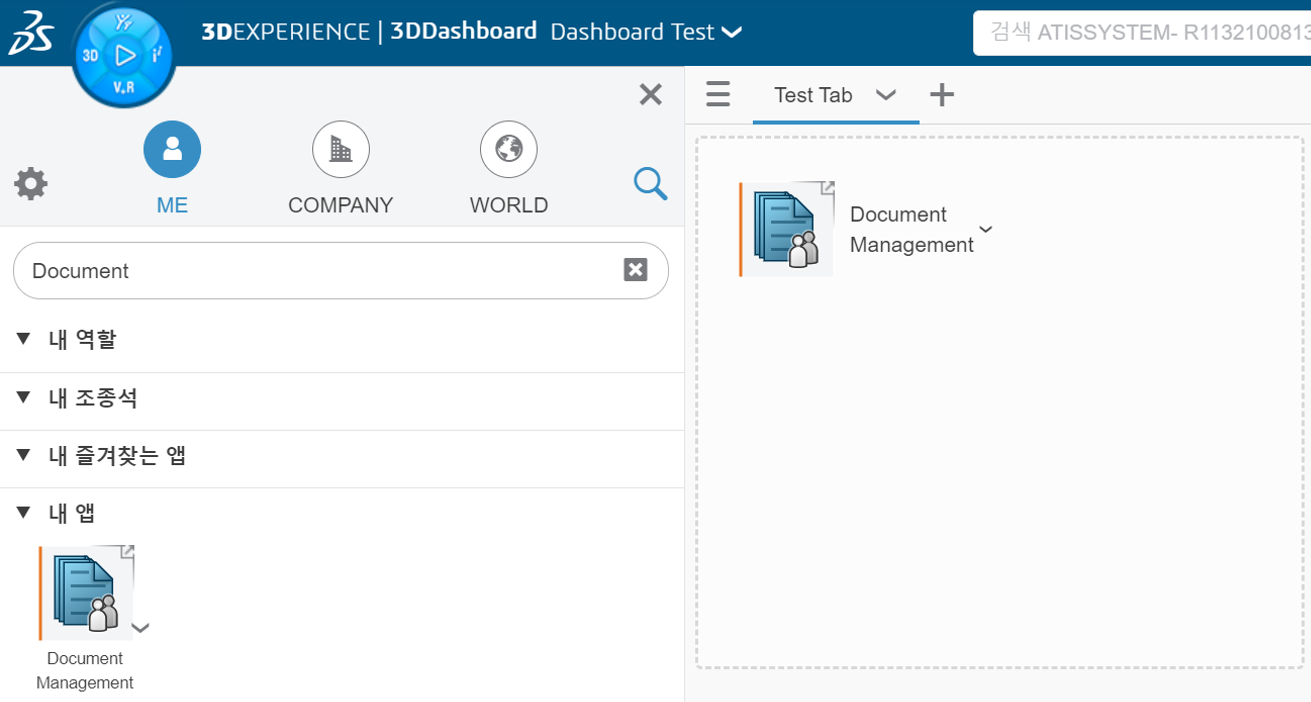 3DEXPERIENCE | 3DDashboard Dashboard Test
검색 ATISSYSTEM- R1132100813
3D
V.R
ME
COMPANY
WORLD
Document
내 역할
내 조종석
내 즐겨찾는 앱
내 앱
Document
Management
Test Tab
Document
Management